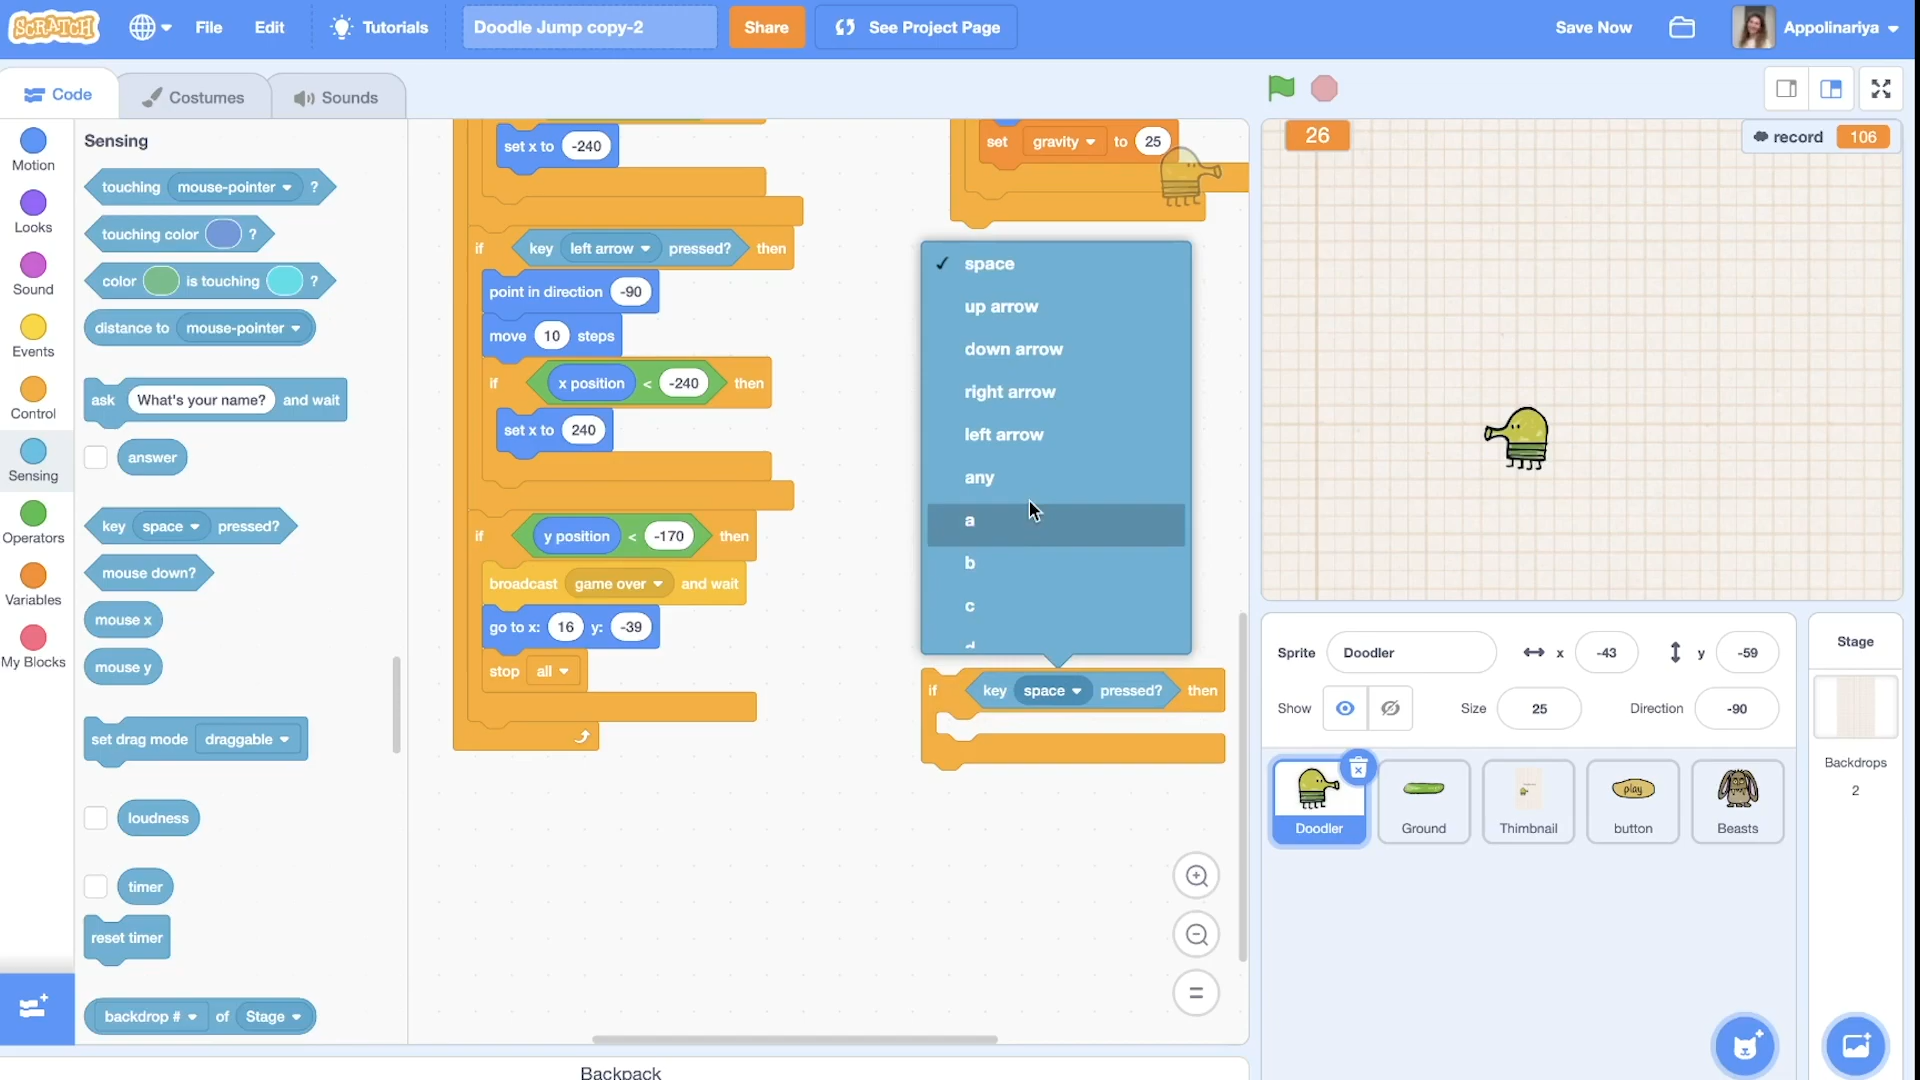 SCRATCH File Edit Tutorials Doodle Jump copy-2 Share See Project Page Save Now Appolinariya
Code Costumes Sounds
Motion
Looks
Sound
Events
Control
Sensing
Operators
Variables
My Blocks
Sensing
touching mouse-pointer ?
touching color ?
color is touching ?
distance to mouse-pointer
ask What's your name? and wait
answer
key space pressed?
mouse down?
mouse x
mouse y
set drag mode draggable
loudness
timer
reset timer
backdrop # of Stage
set x to -240
if key left arrow pressed? then
point in direction -90
move 10 steps
if x position < -240 then
set x to 240
if y position < -170 then
broadcast game over and wait
go to x: 16 y: -39
stop all
set gravity to 25
✓ space
up arrow
down arrow
right arrow
left arrow
any
a
b
c
d
if key space pressed? then
=
Backpack
26
record 106
Sprite Doodler x -43 y -59
Show Size 25 Direction -90
Doodler
Ground
Thimbnail
play
button
Beasts
Stage
Backdrops
2